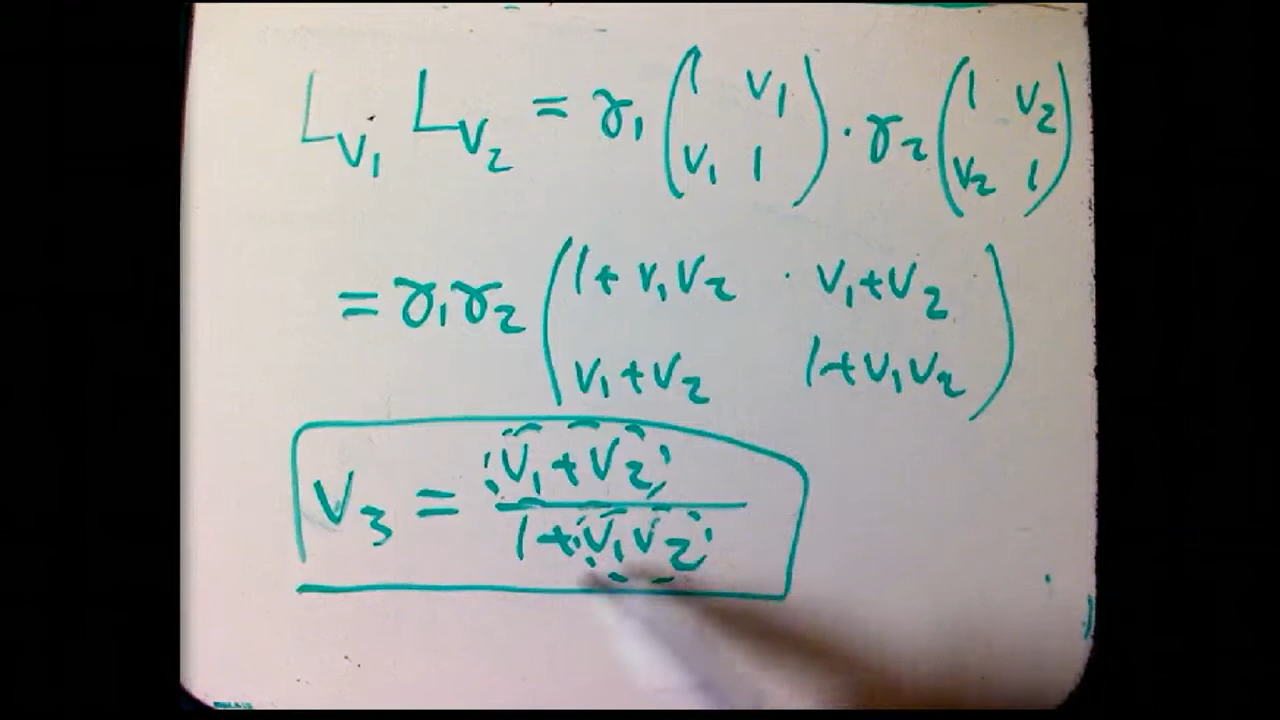 L_{v₁} L_{v₂} = γ₁ (1 v₁; v₁ 1) · γ₂ (1 v₂; v₂ 1)
= γ₁γ₂ (1+v₁v₂ · v₁+v₂; v₁+v₂ 1+v₁v₂)
v₃ = (v₁+v₂)/(1+v₁v₂)